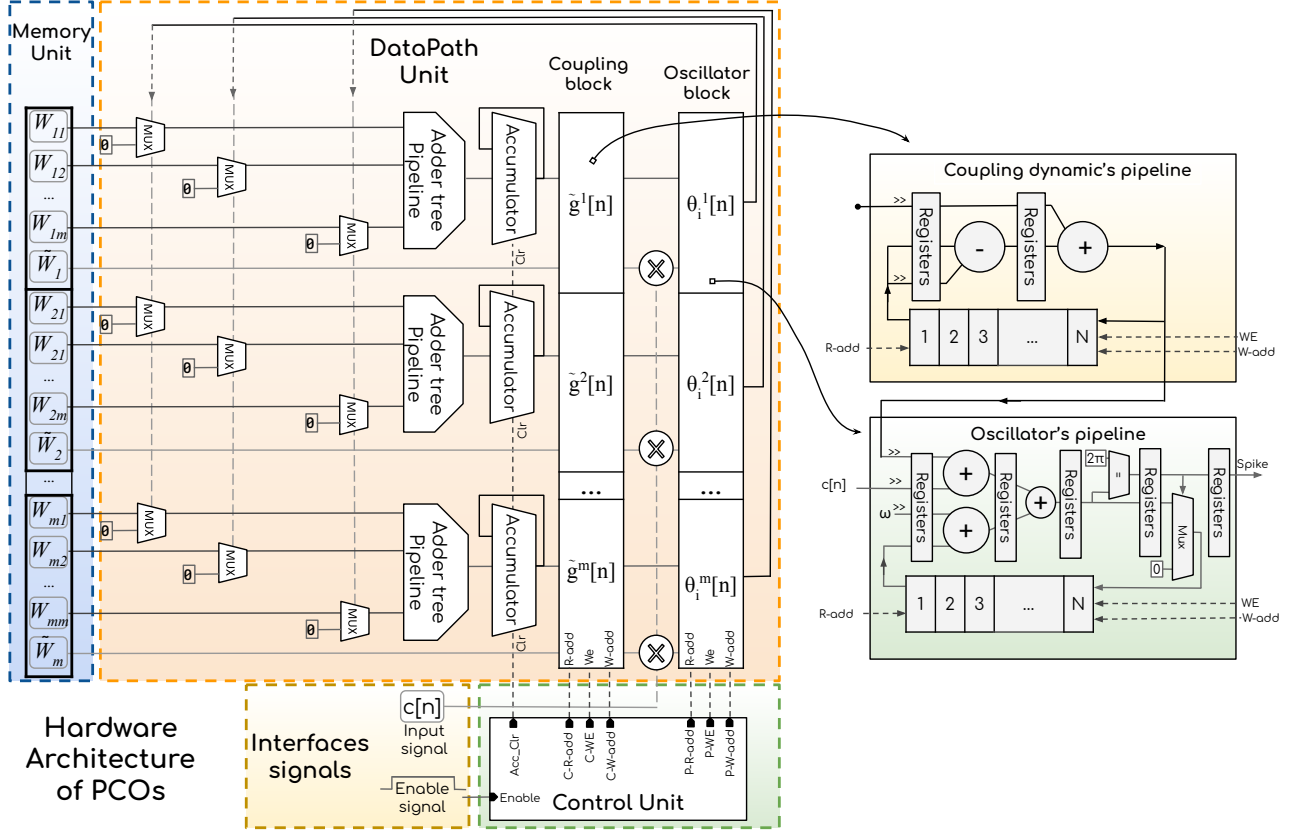 Memory
Unit
W11
W12
...
W1m
W̃1
W21
W21
...
W2m
W̃2
...
Wm1
Wm2
...
Wmm
W̃m
DataPath
Unit
MUX
0
MUX
0
MUX
0
Adder tree
Pipeline
Accumulator
Clr
MUX
0
MUX
0
MUX
0
Adder tree
Pipeline
Accumulator
Clr
MUX
0
MUX
0
MUX
0
Adder tree
Pipeline
Accumulator
Clr
Coupling
block
g̃¹[n]
g̃²[n]
...
g̃ᵐ[n]
R-add
We
W-add
Oscillator
block
θᵢ¹[n]
θᵢ²[n]
...
θᵢᵐ[n]
R-add
We
W-add
Coupling dynamic's pipeline
>>
>>
Registers
-
Registers
+
1 2 3 ... N
R-add
WE
W-add
Oscillator's pipeline
>>
c[n] >>
ω >>
Registers
+
+
Registers
+
Registers
2π
=
Registers
Mux
0
Registers
Spike
1 2 3 ... N
R-add
WE
W-add
Hardware
Architecture
of PCOs
Interfaces
signals
c[n]
Input
signal
Enable
signal
Acc_Clr
C-R-add
C-WE
C-W-add
P-R-add
P-WE
P-W-add
Enable
Control Unit